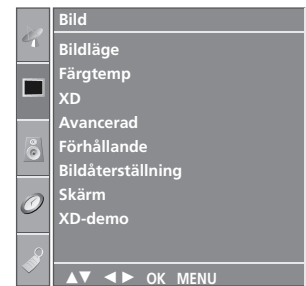 Bild
Bildläge
Färgtemp
XD
Avancerad
Förhållande
Bildåterställning
Skärm
XD-demo
▲▼ ◄► OK MENU